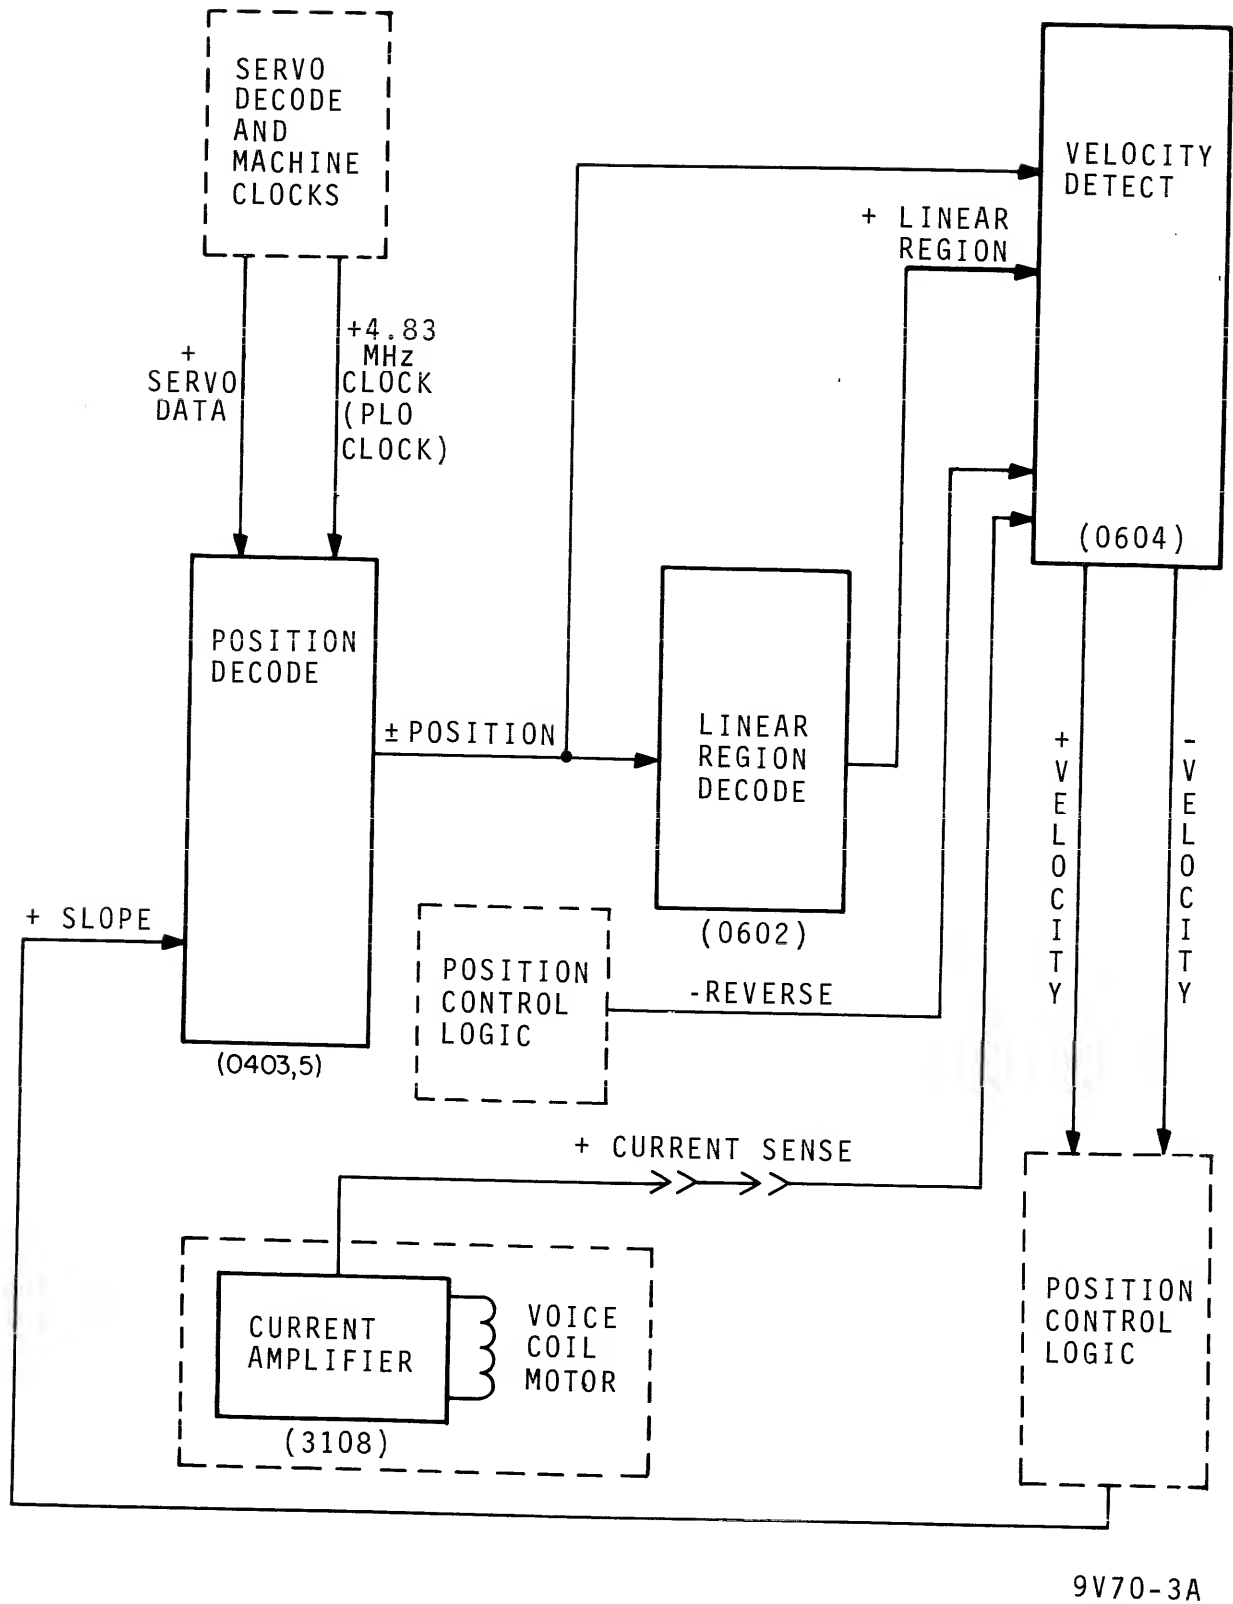 SERVO
DECODE
AND
MACHINE
CLOCKS
VELOCITY
DETECT
+ LINEAR
REGION
+
SERVO
DATA
+4.83
MHz
CLOCK
(PLO
CLOCK)
(0604)
POSITION
DECODE
± POSITION
LINEAR
REGION
DECODE
+VELOCITY
-VELOCITY
+ SLOPE
(0602)
POSITION
CONTROL
LOGIC
-REVERSE
(0403,5)
+ CURRENT SENSE
CURRENT
AMPLIFIER
VOICE
COIL
MOTOR
(3108)
POSITION
CONTROL
LOGIC
9V70-3A